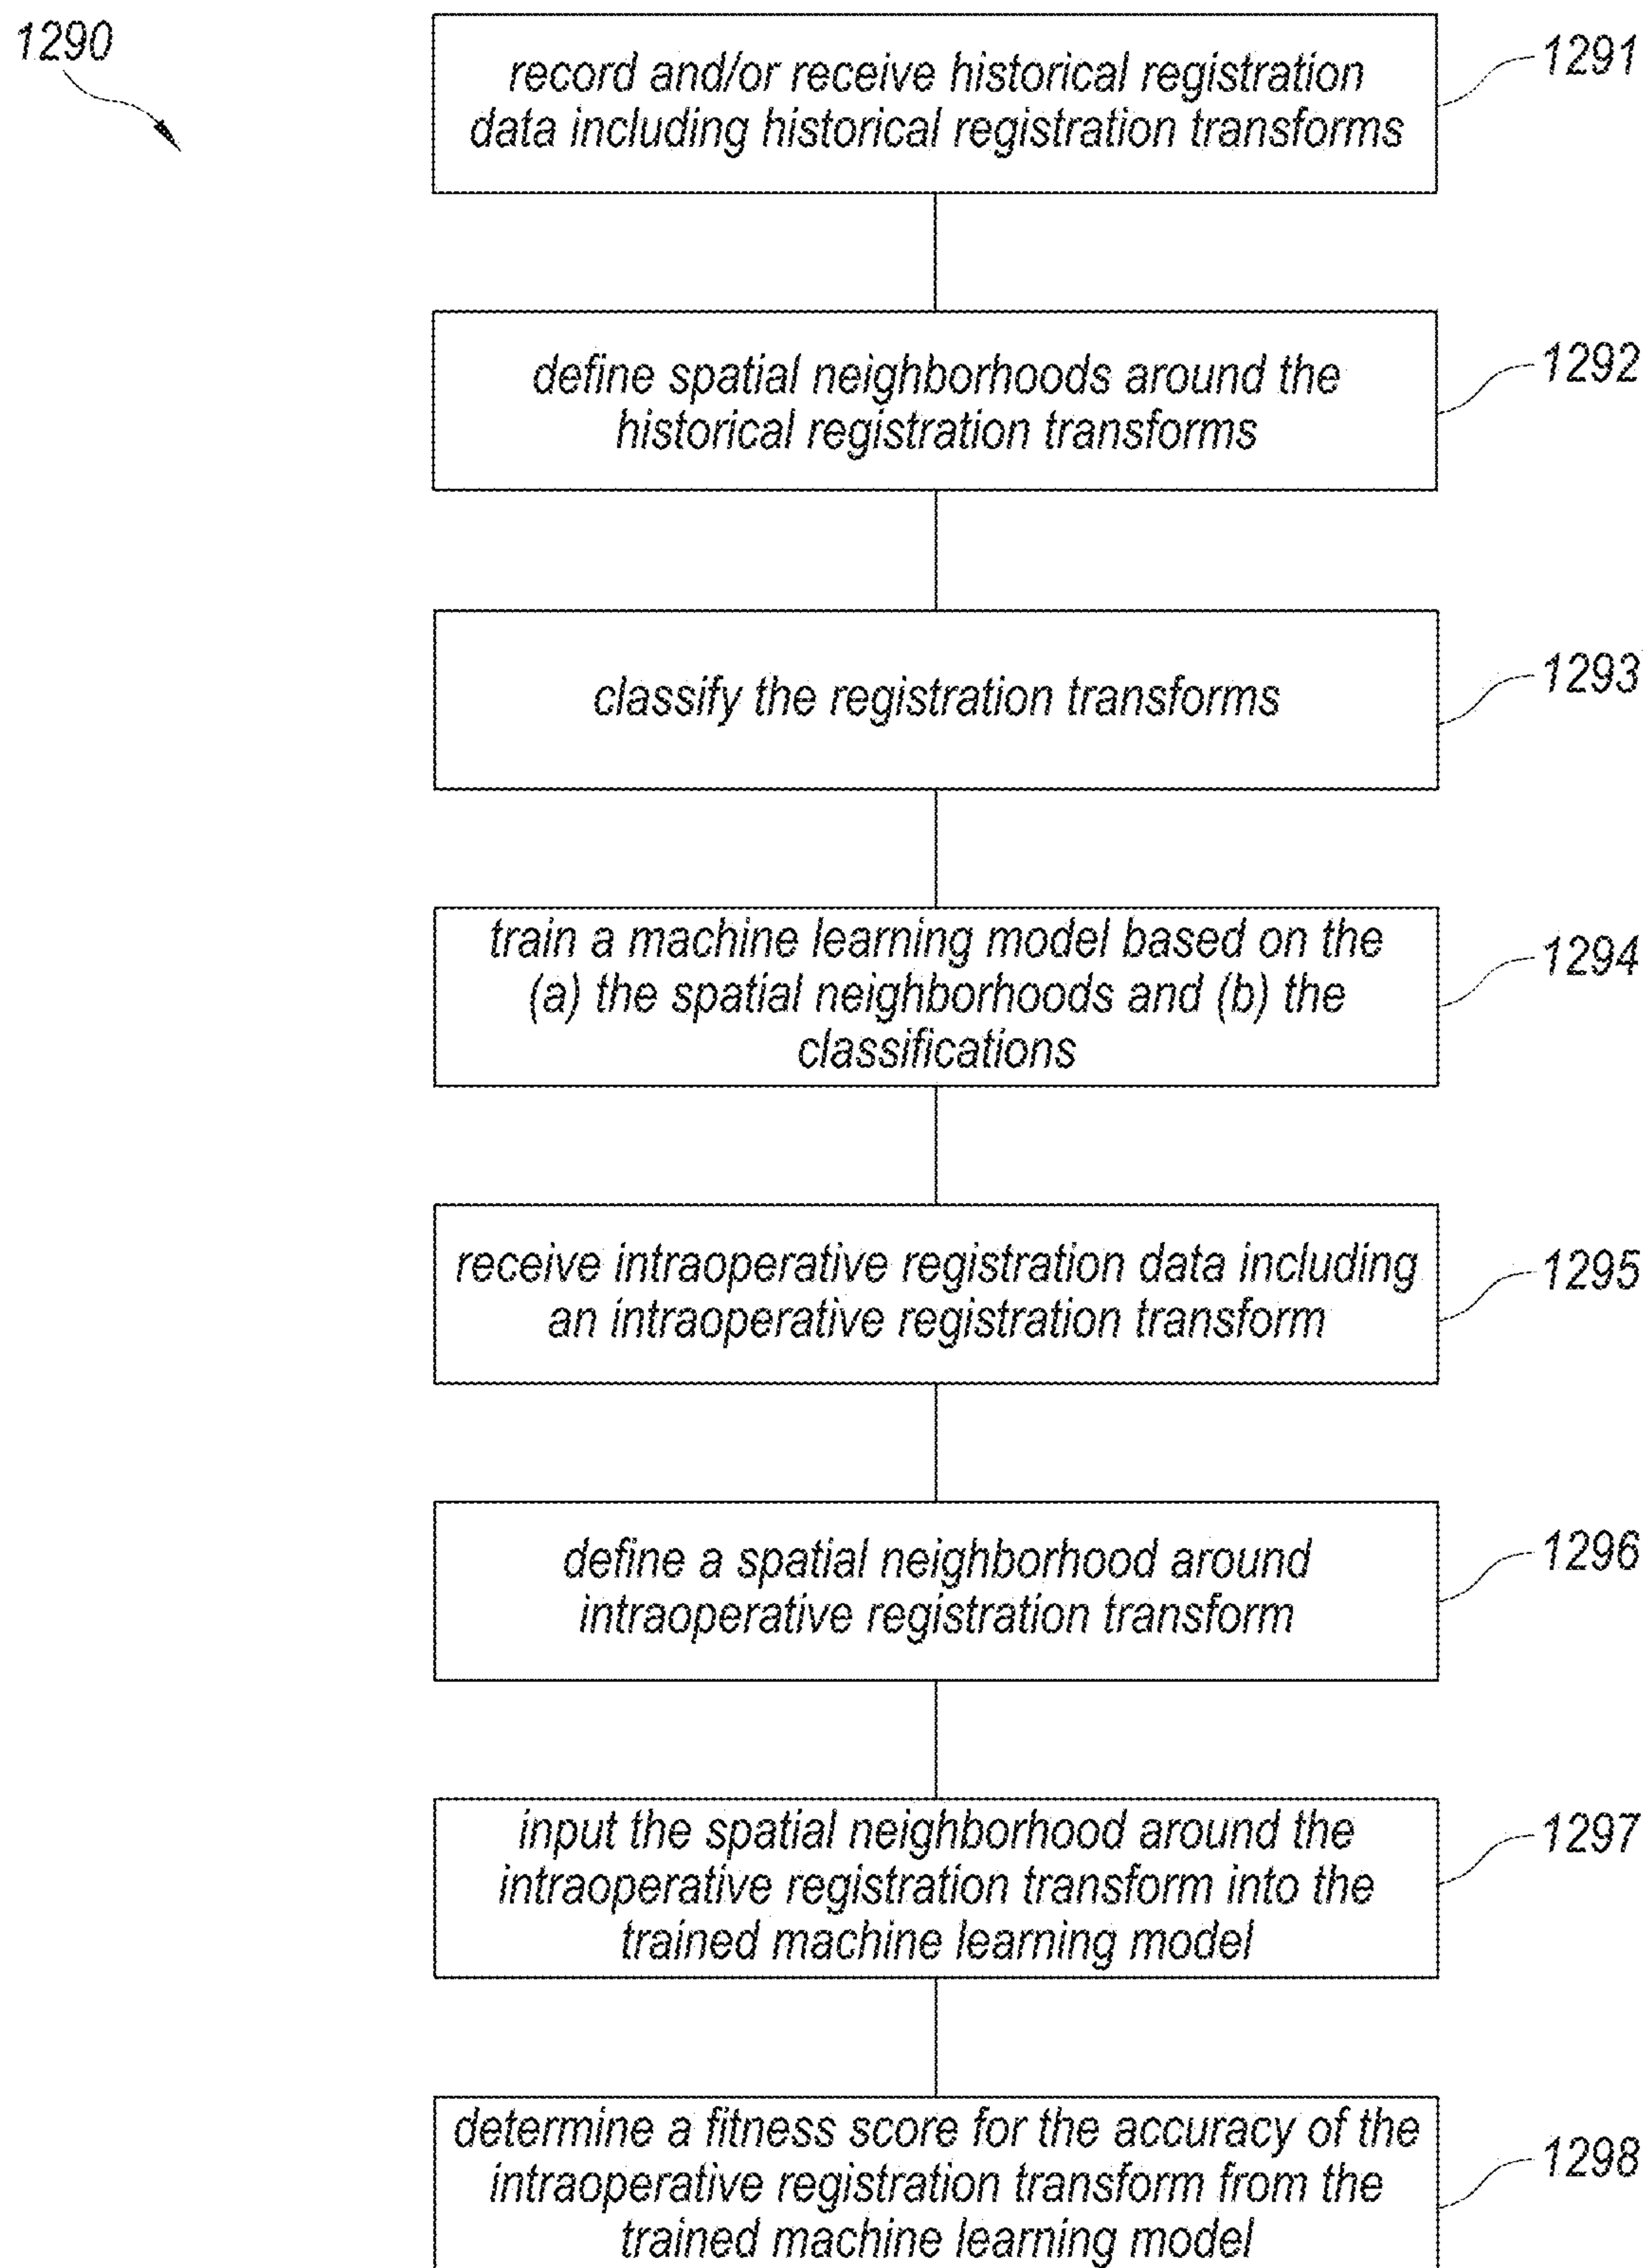 1290
record and/or receive historical registration
data including historical registration transforms
1291
define spatial neighborhoods around the
historical registration transforms
1292
classify the registration transforms
1293
train a machine learning model based on the
(a) the spatial neighborhoods and (b) the
classifications
1294
receive intraoperative registration data including
an intraoperative registration transform
1295
define a spatial neighborhood around
intraoperative registration transform
1296
input the spatial neighborhood around the
intraoperative registration transform into the
trained machine learning model
1297
determine a fitness score for the accuracy of the
intraoperative registration transform from the
trained machine learning model
1298